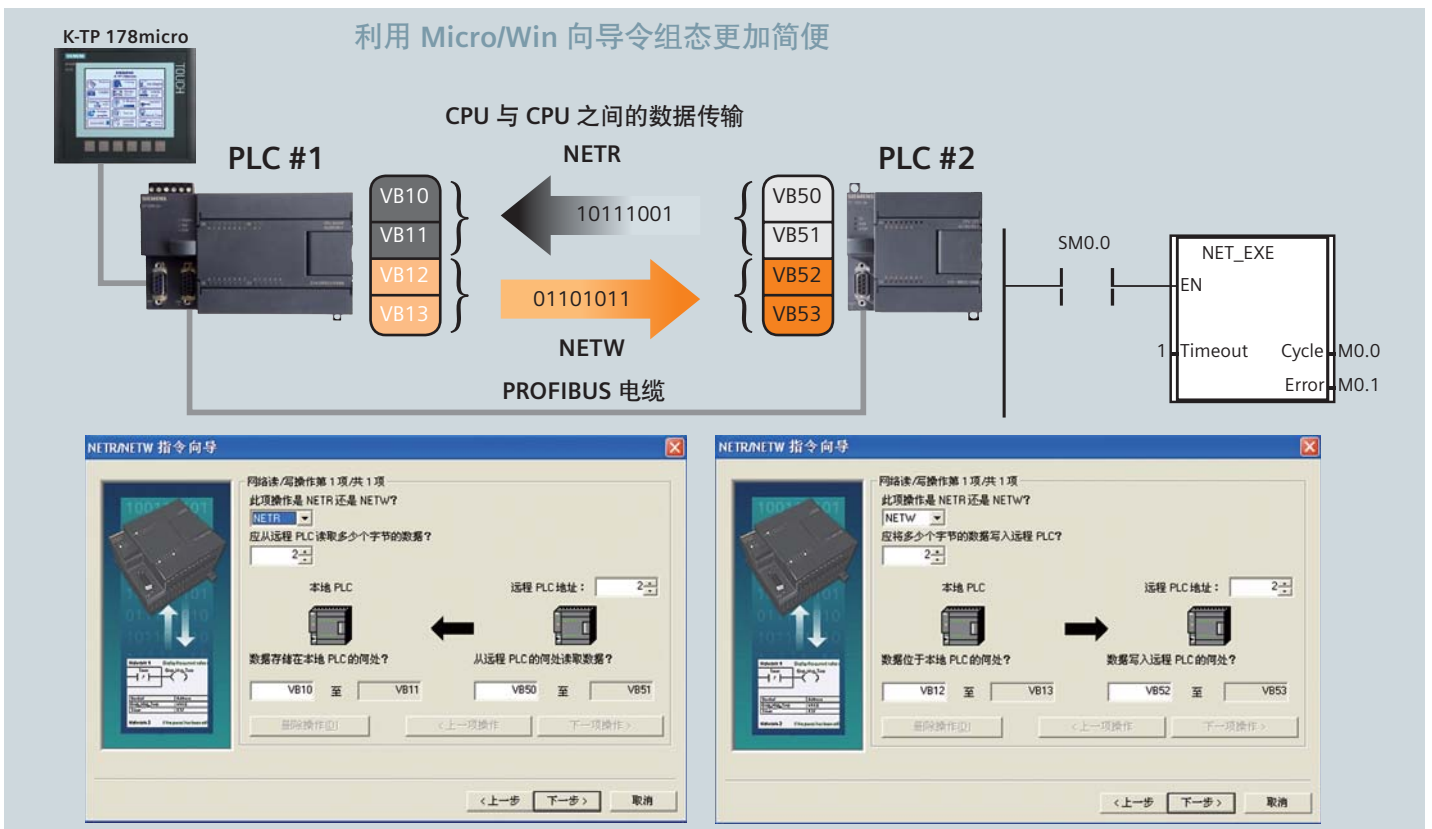 利用 Micro/Win 向导令组态更加简便
K-TP 178micro
TOUCH
CPU 与 CPU 之间的数据传输
PLC #1
NETR
PLC #2
SIEMENS
VB10
VB11
VB12
VB13
10111001
01101011
VB50
VB51
VB52
VB53
NETW
PROFIBUS 电缆
SM0.0
NET_EXE
EN
1
Timeout
Cycle
M0.0
Error
M0.1
NETR/NETW 指令向导
网络读/写操作第 1 项/共 1 项
此项操作是 NETR 还是 NETW?
NETR
应从远程 PLC 读取多少个字节的数据?
2
本地 PLC
远程 PLC 地址: 2
数据存储在本地 PLC 的何处?
从远程 PLC 的何处读取数据?
VB10 至 VB11
VB50 至 VB51
删除操作(D)
<上一项操作
下一项操作>
<上一步
下一步>
取消
NETR/NETW 指令向导
网络读/写操作第 1 项/共 1 项
此项操作是 NETR 还是 NETW?
NETW
应将多少个字节的数据写入远程 PLC?
2
本地 PLC
远程 PLC 地址: 2
数据位于本地 PLC 的何处?
数据写入远程 PLC 的何处?
VB12 至 VB13
VB52 至 VB53
删除操作(D)
<上一项操作
下一项操作>
<上一步
下一步>
取消